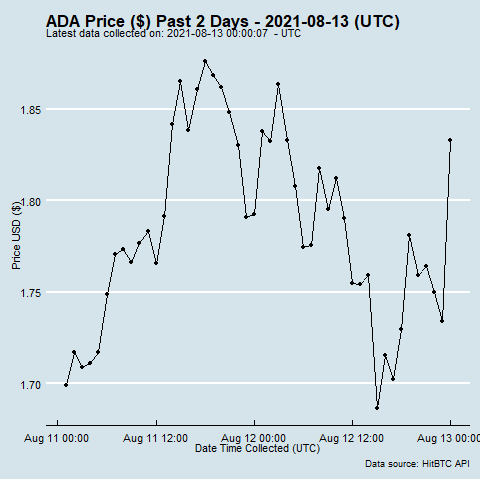 ADA Price ($) Past 2 Days - 2021-08-13 (UTC)
Latest data collected on: 2021-08-13 00:00:07 - UTC
1.85
1.80
1.75
1.70
Price USD ($)
Aug 11 00:00 Aug 11 12:00 Aug 12 00:00 Aug 12 12:00 Aug 13 00:00
Date Time Collected (UTC)
Data source: HitBTC API